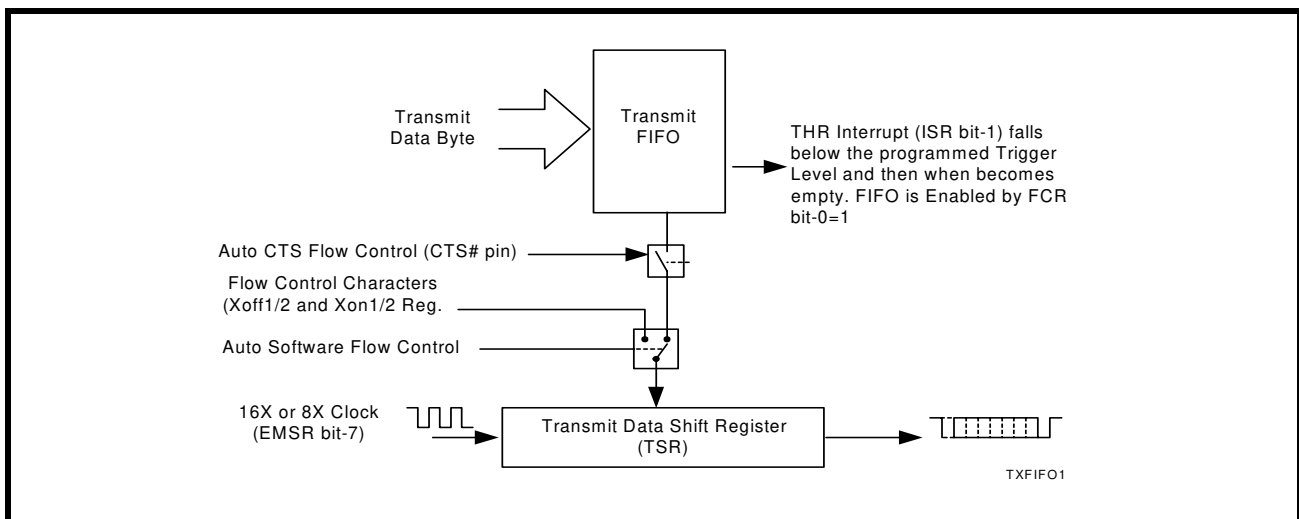 Transmit
Data Byte
Transmit
FIFO
THR Interrupt (ISR bit-1) falls
below the programmed Trigger
Level and then when becomes
empty. FIFO is Enabled by FCR
bit-0=1
Auto CTS Flow Control (CTS# pin)
Flow Control Characters
(Xoff1/2 and Xon1/2 Reg.
Auto Software Flow Control
16X or 8X Clock
(EMSR bit-7)
Transmit Data Shift Register
(TSR)
TXFIFO1